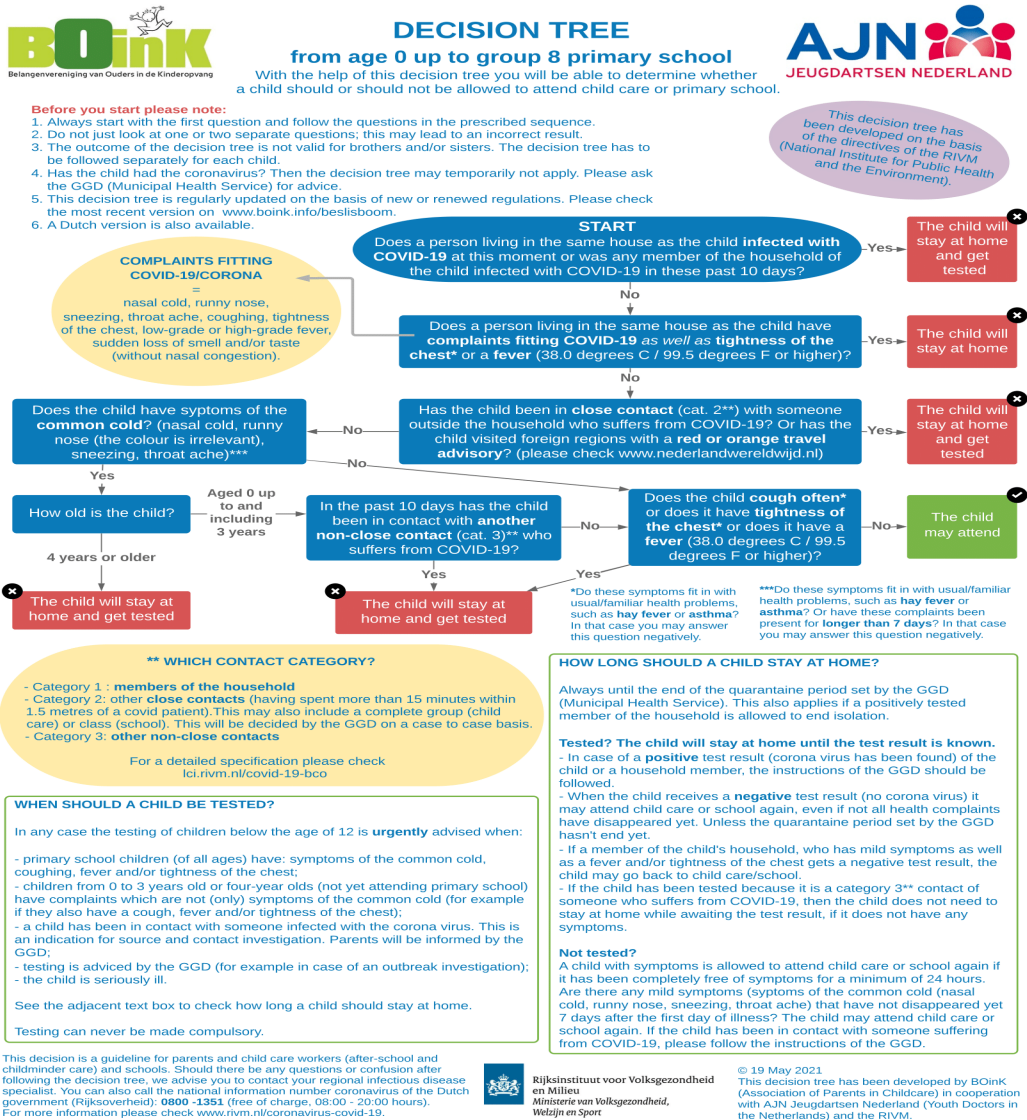 BOinK
Belangenvereniging van Ouders in de Kinderopvang
DECISION TREE
from age 0 up to group 8 primary school
With the help of this decision tree you will be able to determine whether
a child should or should not be allowed to attend child care or primary school.
AJN
JEUGDARTSEN NEDERLAND
Before you start please note:
1. Always start with the first question and follow the questions in the prescribed sequence.
2. Do not just look at one or two separate questions; this may lead to an incorrect result.
3. The outcome of the decision tree is not valid for brothers and/or sisters. The decision tree has to
be followed separately for each child.
4. Has the child had the coronavirus? Then the decision tree may temporarily not apply. Please ask
the GGD (Municipal Health Service) for advice.
5. This decision tree is regularly updated on the basis of new or renewed regulations. Please check
the most recent version on www.boink.info/beslisboom.
6. A Dutch version is also available.
This decision tree has
been developed on the basis
of the directives of the RIVM
(National Institute for Public Health
and the Environment).
START
Does a person living in the same house as the child infected with
COVID-19 at this moment or was any member of the household of
the child infected with COVID-19 in these past 10 days?
Yes
The child will
stay at home
and get
tested
No
COMPLAINTS FITTING
COVID-19/CORONA
=
nasal cold, runny nose,
sneezing, throat ache, coughing, tightness
of the chest, low-grade or high-grade fever,
sudden loss of smell and/or taste
(without nasal congestion).
Does a person living in the same house as the child have
complaints fitting COVID-19 as well as tightness of the
chest* or a fever (38.0 degrees C / 99.5 degrees F or higher)?
Yes
The child will
stay at home
No
Has the child been in close contact (cat. 2**) with someone
outside the household who suffers from COVID-19? Or has the
child visited foreign regions with a red or orange travel
advisory? (please check www.nederlandwereldwijd.nl)
Yes
The child will
stay at home
and get
tested
No
Does the child have syptoms of the
common cold? (nasal cold, runny
nose (the colour is irrelevant),
sneezing, throat ache)***
No
Yes
How old is the child?
Aged 0 up
to and
including
3 years
In the past 10 days has the child
been in contact with another
non-close contact (cat. 3)** who
suffers from COVID-19?
No
Does the child cough often*
or does it have tightness of
the chest* or does it have a
fever (38.0 degrees C / 99.5
degrees F or higher)?
No
The child
may attend
4 years or older
Yes
Yes
The child will stay at
home and get tested
The child will stay at
home and get tested
*Do these symptoms fit in with
usual/familiar health problems,
such as hay fever or asthma?
In that case you may answer
this question negatively.
***Do these symptoms fit in with usual/familiar
health problems, such as hay fever or
asthma? Or have these complaints been
present for longer than 7 days? In that case
you may answer this question negatively.
** WHICH CONTACT CATEGORY?
- Category 1 : members of the household
- Category 2: other close contacts (having spent more than 15 minutes within
1.5 metres of a covid patient).This may also include a complete group (child
care) or class (school). This will be decided by the GGD on a case to case basis.
- Category 3: other non-close contacts
For a detailed specification please check
lci.rivm.nl/covid-19-bco
WHEN SHOULD A CHILD BE TESTED?
In any case the testing of children below the age of 12 is urgently advised when:
- primary school children (of all ages) have: symptoms of the common cold,
coughing, fever and/or tightness of the chest;
- children from 0 to 3 years old or four-year olds (not yet attending primary school)
have complaints which are not (only) symptoms of the common cold (for example
if they also have a cough, fever and/or tightness of the chest);
- a child has been in contact with someone infected with the corona virus. This is
an indication for source and contact investigation. Parents will be informed by the
GGD;
- testing is adviced by the GGD (for example in case of an outbreak investigation);
- the child is seriously ill.
See the adjacent text box to check how long a child should stay at home.
Testing can never be made compulsory.
HOW LONG SHOULD A CHILD STAY AT HOME?
Always until the end of the quarantaine period set by the GGD
(Municipal Health Service). This also applies if a positively tested
member of the household is allowed to end isolation.
Tested? The child will stay at home until the test result is known.
- In case of a positive test result (corona virus has been found) of the
child or a household member, the instructions of the GGD should be
followed.
- When the child receives a negative test result (no corona virus) it
may attend child care or school again, even if not all health complaints
have disappeared yet. Unless the quarantaine period set by the GGD
hasn't end yet.
- If a member of the child's household, who has mild symptoms as well
as a fever and/or tightness of the chest gets a negative test result, the
child may go back to child care/school.
- If the child has been tested because it is a category 3** contact of
someone who suffers from COVID-19, then the child does not need to
stay at home while awaiting the test result, if it does not have any
symptoms.
Not tested?
A child with symptoms is allowed to attend child care or school again if
it has been completely free of symptoms for a minimum of 24 hours.
Are there any mild symptoms (syptoms of the common cold (nasal
cold, runny nose, sneezing, throat ache) that have not disappeared yet
7 days after the first day of illness? The child may attend child care or
school again. If the child has been in contact with someone suffering
from COVID-19, please follow the instructions of the GGD.
This decision is a guideline for parents and child care workers (after-school and
childminder care) and schools. Should there be any questions or confusion after
following the decision tree, we advise you to contact your regional infectious disease
specialist. You can also call the national information number coronavirus of the Dutch
government (Rijksoverheid): 0800 -1351 (free of charge, 08:00 - 20:00 hours).
For more information please check www.rivm.nl/coronavirus-covid-19.
Rijksinstituut voor Volksgezondheid
en Milieu
Ministerie van Volksgezondheid,
Welzijn en Sport
© 19 May 2021
This decision tree has been developed by BOinK
(Association of Parents in Childcare) in cooperation
with AJN Jeugdartsen Nederland (Youth Doctors in
the Netherlands) and the RIVM.